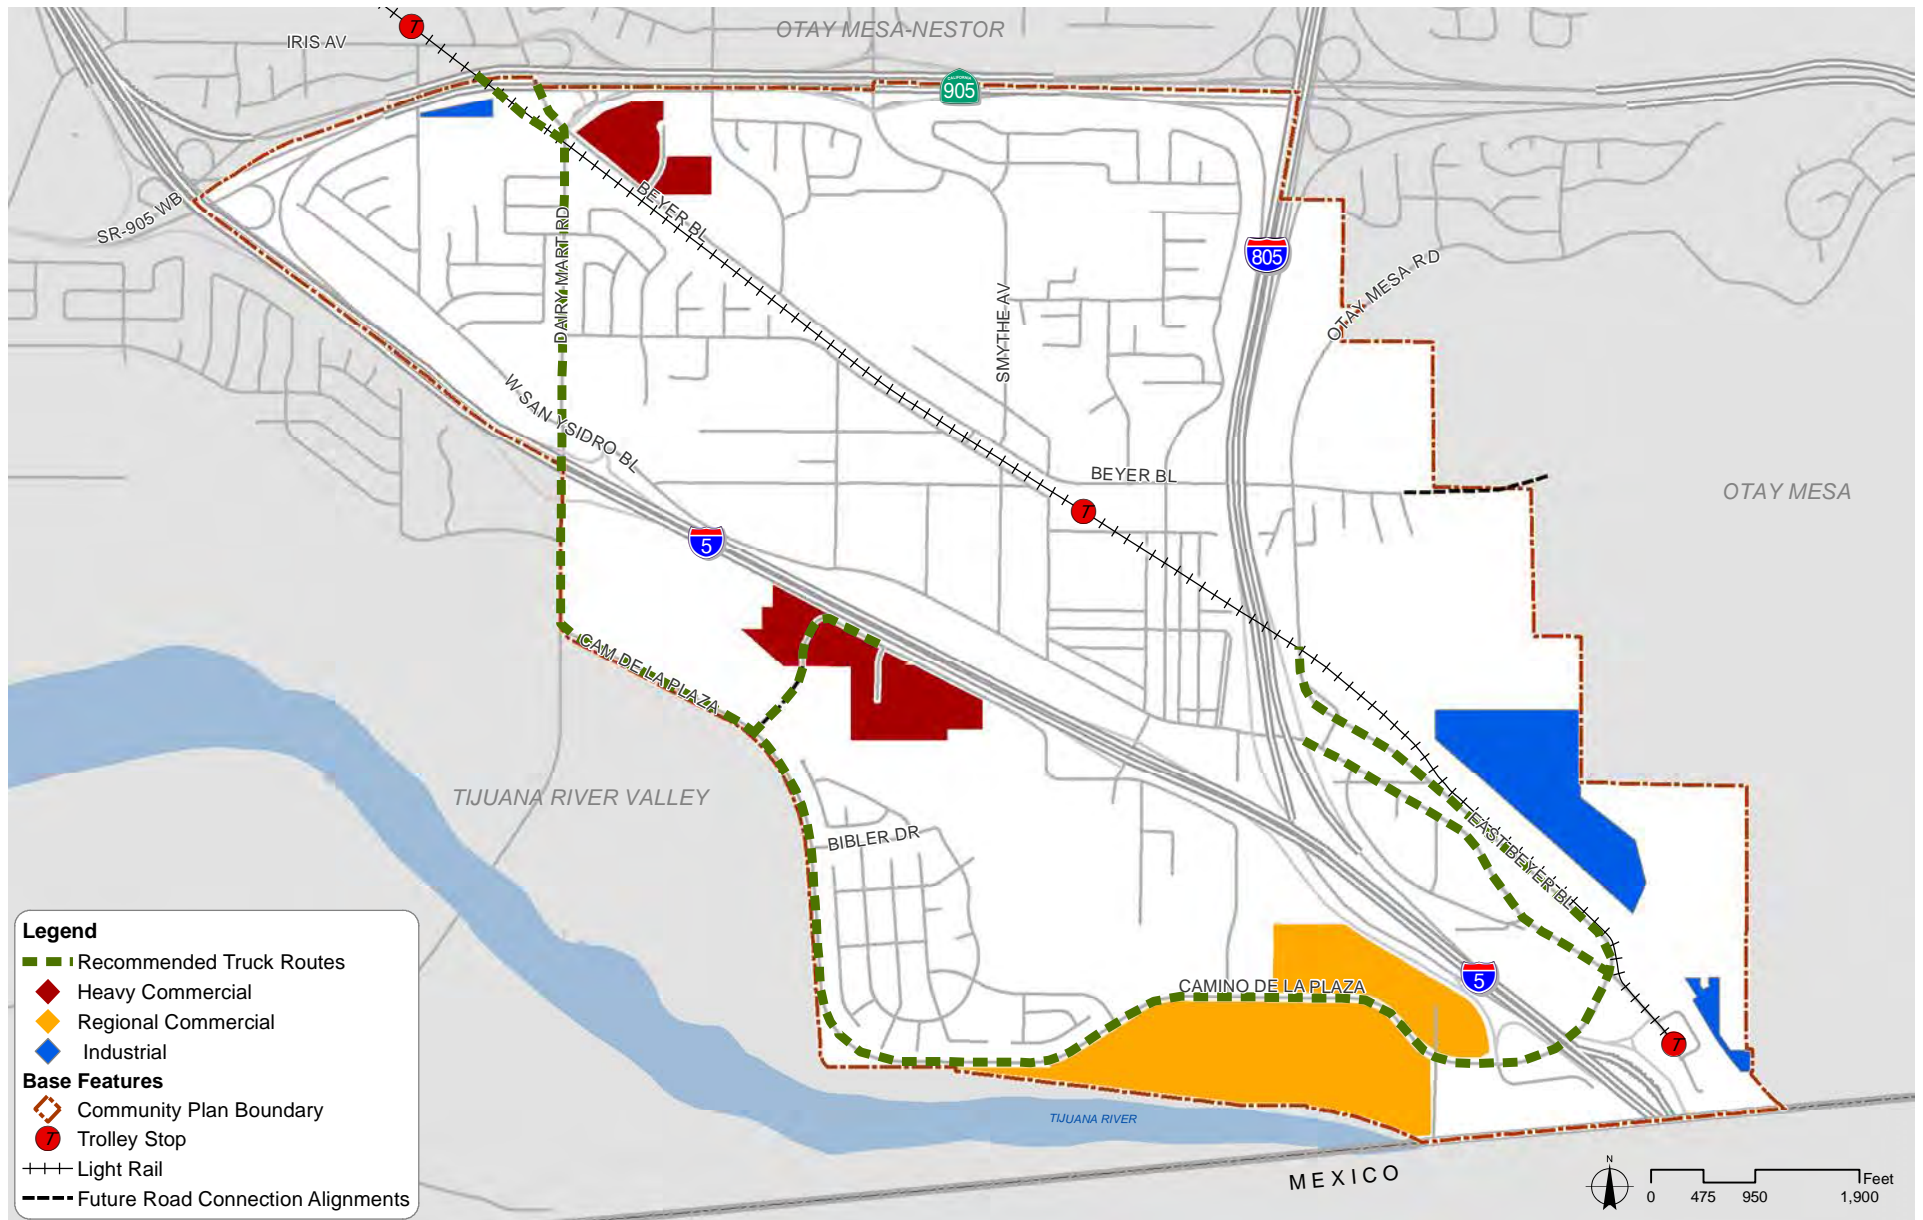 OTAY MESA-NESTOR
IRIS AV
T
CALIFORNIA
905
SR-905 WB
BEYER BL
DAIRY MART RD
805
OTAY MESA RD
SMYTHE AV
W SAN YSIDRO BL
BEYER BL
OTAY MESA
T
5
CAM DE LA PLAZA
TIJUANA RIVER VALLEY
BIBLER DR
EAST BEYER BL
5
CAMINO DE LA PLAZA
T
TIJUANA RIVER
MEXICO
Legend
Recommended Truck Routes
Heavy Commercial
Regional Commercial
Industrial
Base Features
Community Plan Boundary
T Trolley Stop
Light Rail
Future Road Connection Alignments
N
Feet
0 475 950 1,900